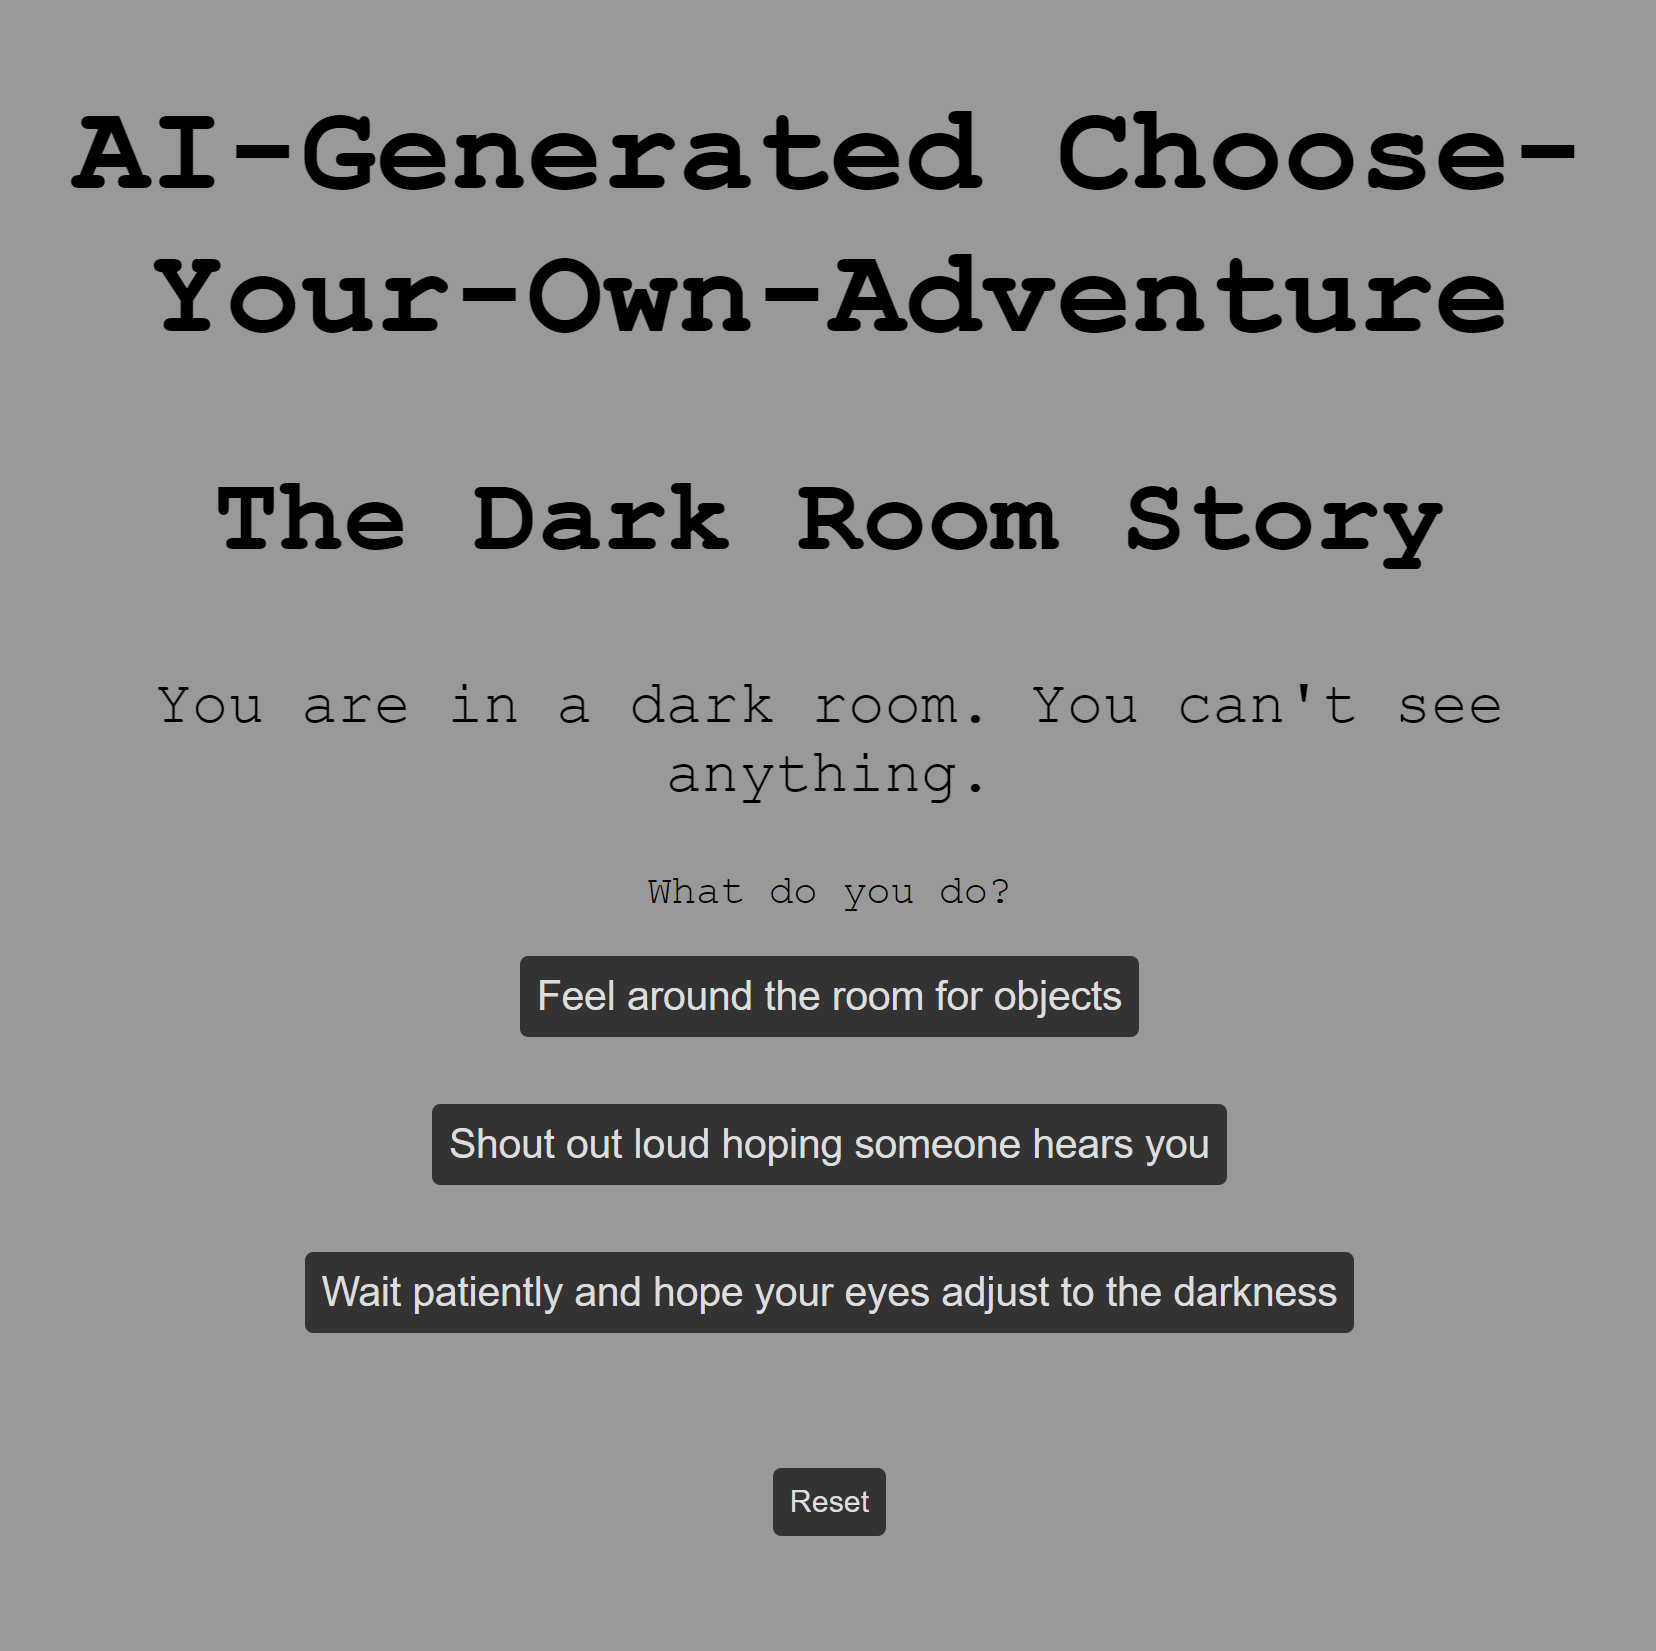 AI-Generated Choose-
Your-Own-Adventure
The Dark Room Story
You are in a dark room. You can't see
anything.
What do you do?
Feel around the room for objects
Shout out loud hoping someone hears you
Wait patiently and hope your eyes adjust to the darkness
Reset